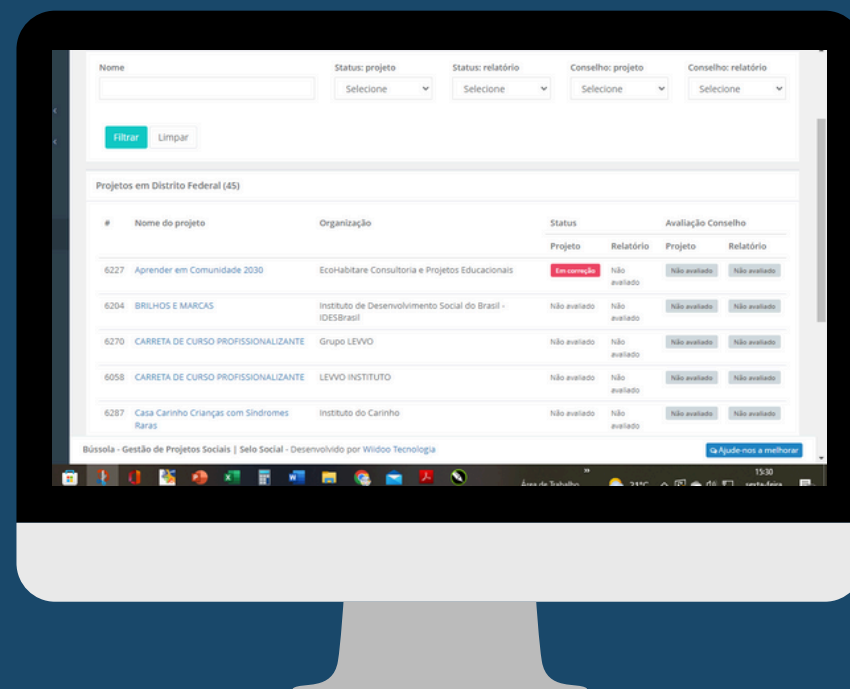 Nome Status: projeto Status: relatório Conselho: projeto Conselho: relatório
Selecione Selecione Selecione Selecione
Filtrar Limpar
Projetos em Distrito Federal (45)
# Nome do projeto Organização Status Avaliação Conselho
Projeto Relatório Projeto Relatório
6227 Aprender em Comunidade 2030 EcoHabitare Consultoria e Projetos Educacionais Em correção Não avaliado Não avaliado Não avaliado
6204 BRILHOS E MARCAS Instituto de Desenvolvimento Social do Brasil - IDESBrasil Não avaliado Não avaliado Não avaliado Não avaliado
6270 CARRETA DE CURSO PROFISSIONALIZANTE Grupo LEVVO Não avaliado Não avaliado Não avaliado Não avaliado
6058 CARRETA DE CURSO PROFISSIONALIZANTE LEVVO INSTITUTO Não avaliado Não avaliado Não avaliado Não avaliado
6287 Casa Carinho Crianças com Síndromes Raras Instituto do Carinho Não avaliado Não avaliado Não avaliado Não avaliado
Bússola - Gestão de Projetos Sociais | Selo Social - Desenvolvido por Wiidoo Tecnologia Ajude-nos a melhorar
Área de Trabalho 31°C 15:30
sexta-feira